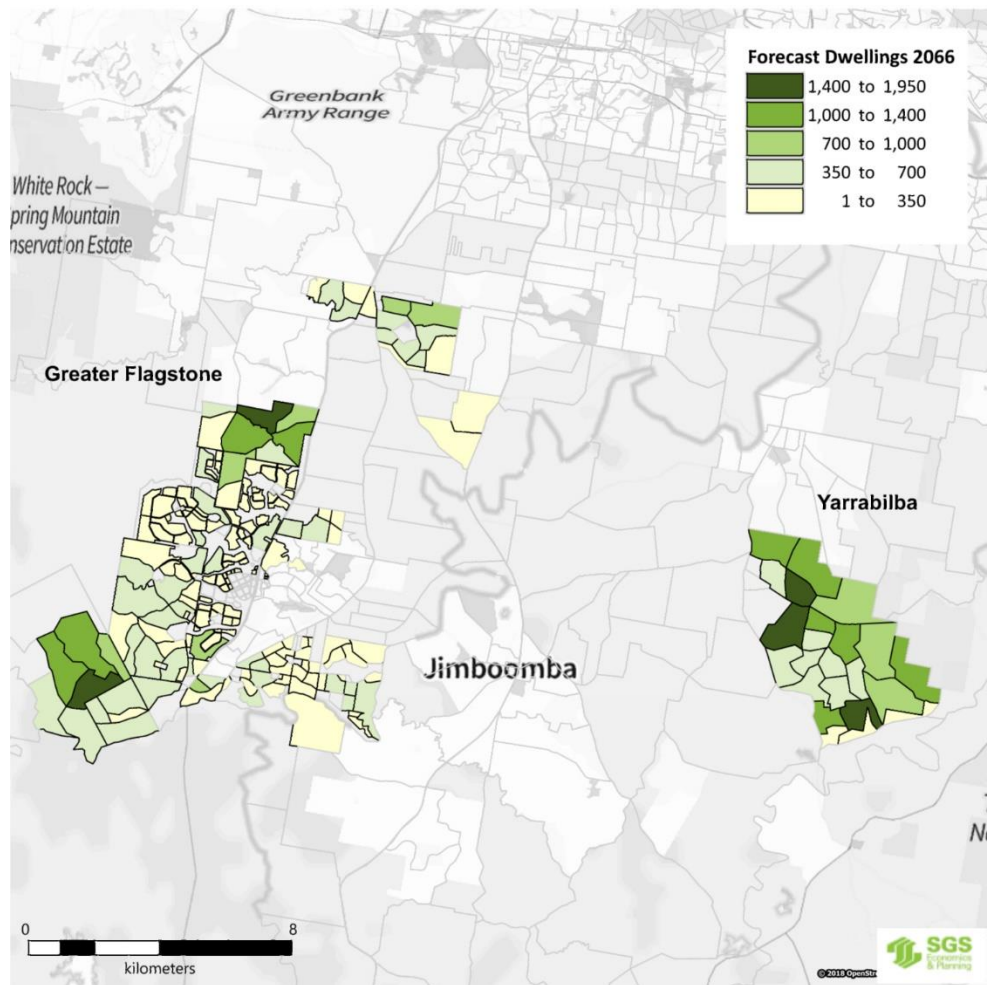 Forecast Dwellings 2066
1,400 to 1,950
1,000 to 1,400
700 to 1,000
350 to 700
1 to 350
Greenbank
Army Range
White Rock –
pring Mountain
nservation Estate
Greater Flagstone
Yarrabilba
Jimboomba
0 8
kilometers
© 2018 OpenStr
SGS
Economics
& Planning